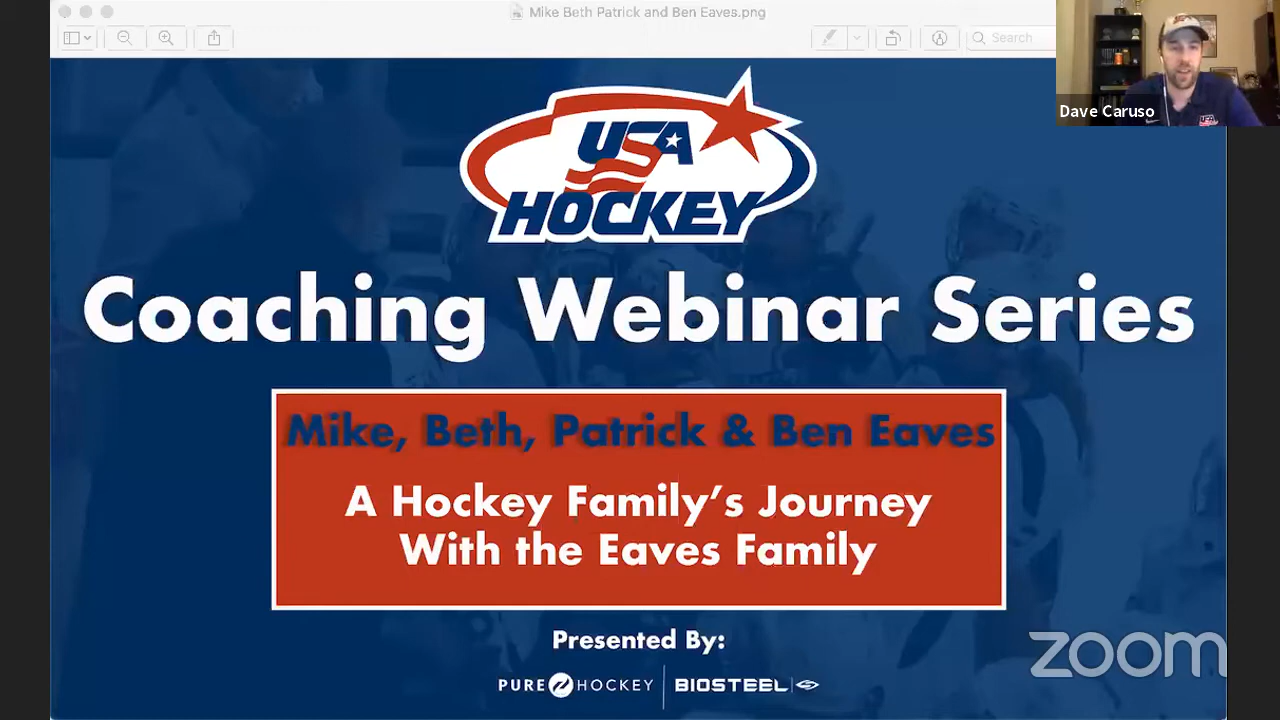 Mike Beth Patrick and Ben Eaves.png
Search
Dave Caruso
USA
HOCKEY
Coaching Webinar Series
Mike, Beth, Patrick & Ben Eaves
A Hockey Family's Journey
With the Eaves Family
Presented By:
PURE HOCKEY
BIOSTEEL
zoom